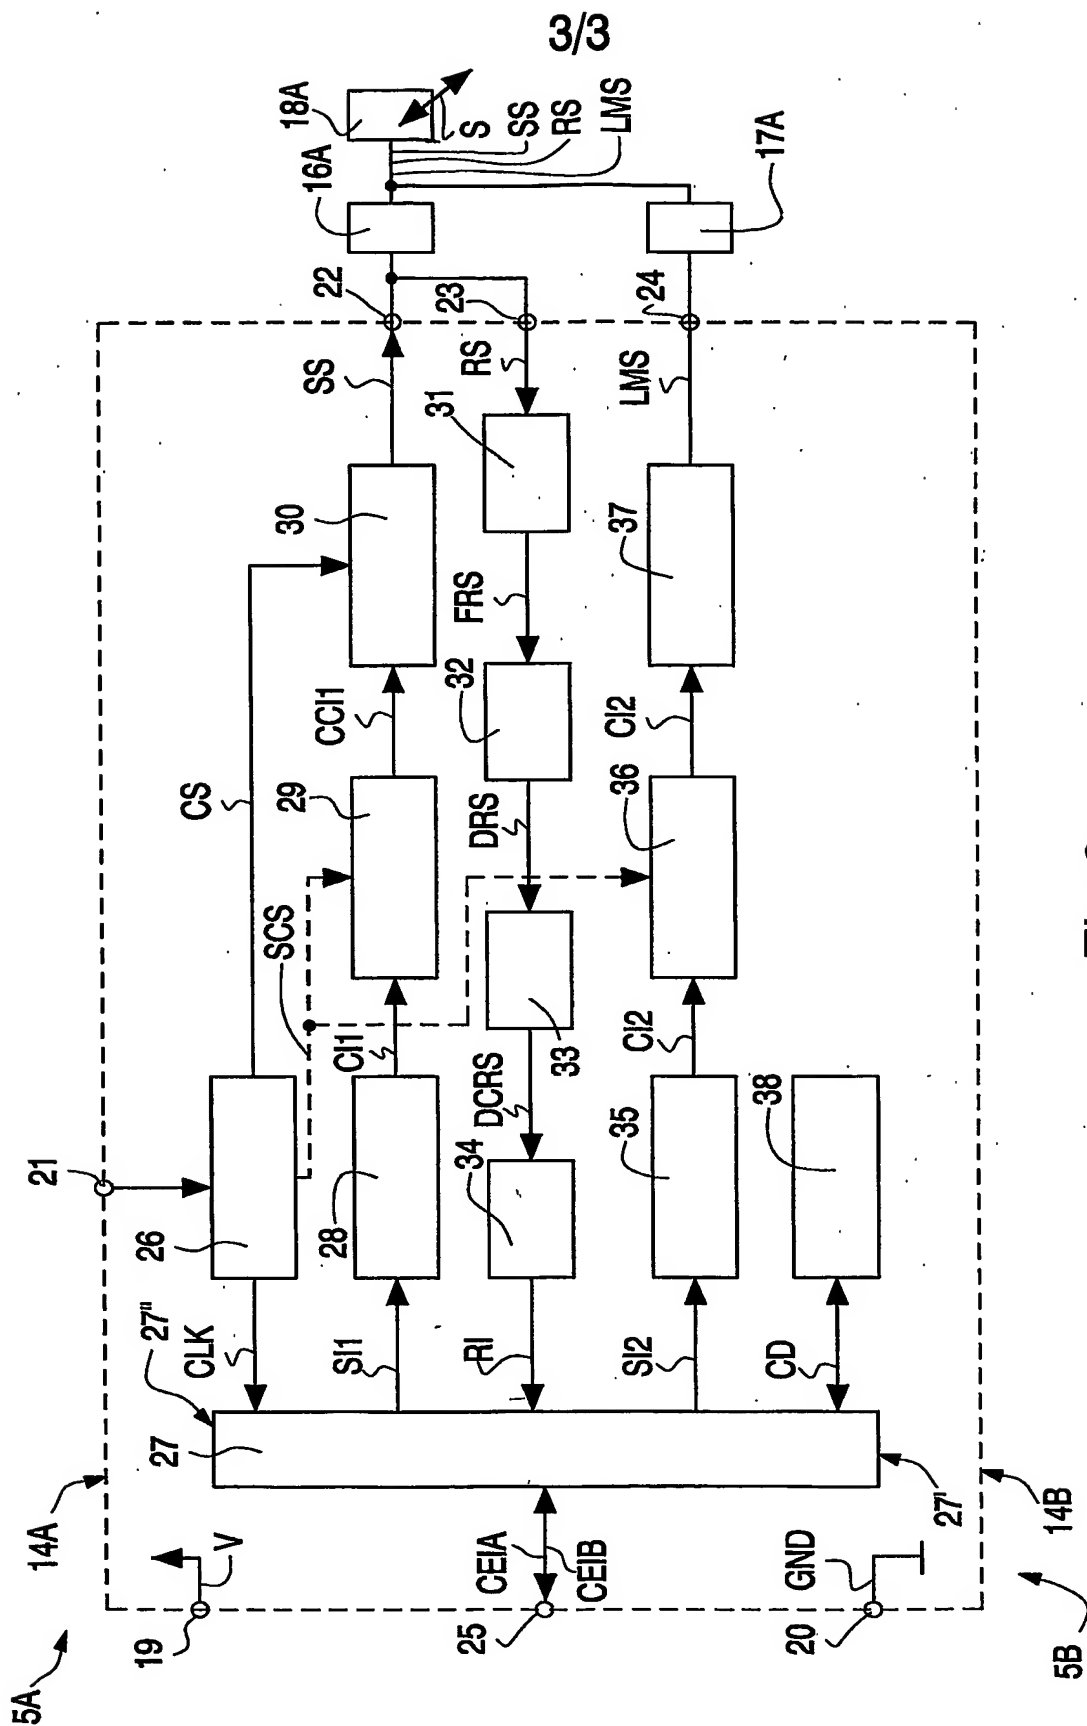 3/3
5A
14A
19
V
27"
27
CLK
26
21
SCS
CS
SI1
28
CI1
29
CCI1
30
SS
22
16A
18A
S
SS
RS
LMS
25
CEIA
CEIB
RI
34
DCRS
33
DRS
32
FRS
31
RS
23
SI2
35
CI2
36
CI2
37
LMS
24
17A
CD
38
20
GND
27'
14B
5B